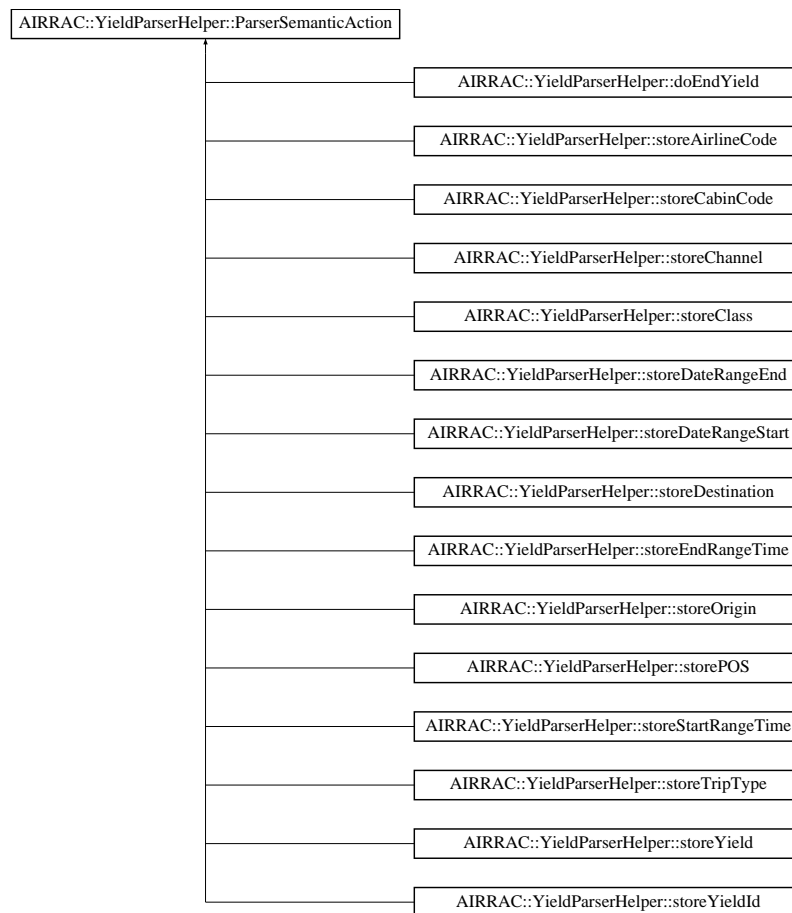 AIRRAC::YieldParserHelper::ParserSemanticAction
AIRRAC::YieldParserHelper::doEndYield
AIRRAC::YieldParserHelper::storeAirlineCode
AIRRAC::YieldParserHelper::storeCabinCode
AIRRAC::YieldParserHelper::storeChannel
AIRRAC::YieldParserHelper::storeClass
AIRRAC::YieldParserHelper::storeDateRangeEnd
AIRRAC::YieldParserHelper::storeDateRangeStart
AIRRAC::YieldParserHelper::storeDestination
AIRRAC::YieldParserHelper::storeEndRangeTime
AIRRAC::YieldParserHelper::storeOrigin
AIRRAC::YieldParserHelper::storePOS
AIRRAC::YieldParserHelper::storeStartRangeTime
AIRRAC::YieldParserHelper::storeTripType
AIRRAC::YieldParserHelper::storeYield
AIRRAC::YieldParserHelper::storeYieldId